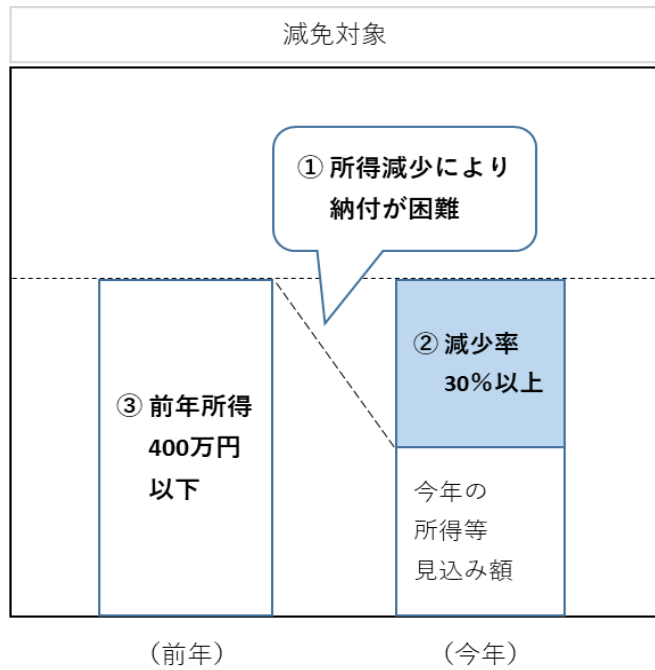 減免対象
① 所得減少により
納付が困難
② 減少率
30％以上
③ 前年所得
400万円
以下
今年の
所得等
見込み額
（前年）
（今年）